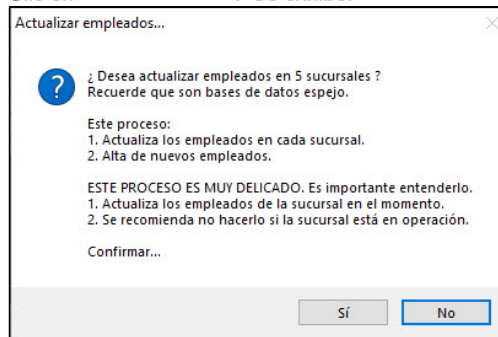 Actualizar empleados...
¿ Desea actualizar empleados en 5 sucursales ?
Recuerde que son bases de datos espejo.
Este proceso:
1. Actualiza los empleados en cada sucursal.
2. Alta de nuevos empleados.
ESTE PROCESO ES MUY DELICADO. Es importante entenderlo.
1. Actualiza los empleados de la sucursal en el momento.
2. Se recomienda no hacerlo si la sucursal está en operación.
Confirmar...
Sí No